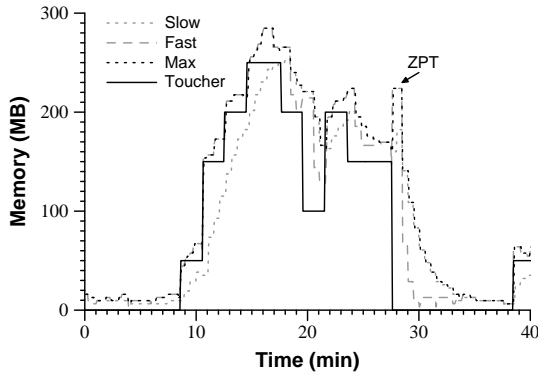 300
200
100
0
Memory (MB)
Slow
Fast
Max
Toucher
ZPT
0
10
20
30
40
Time (min)